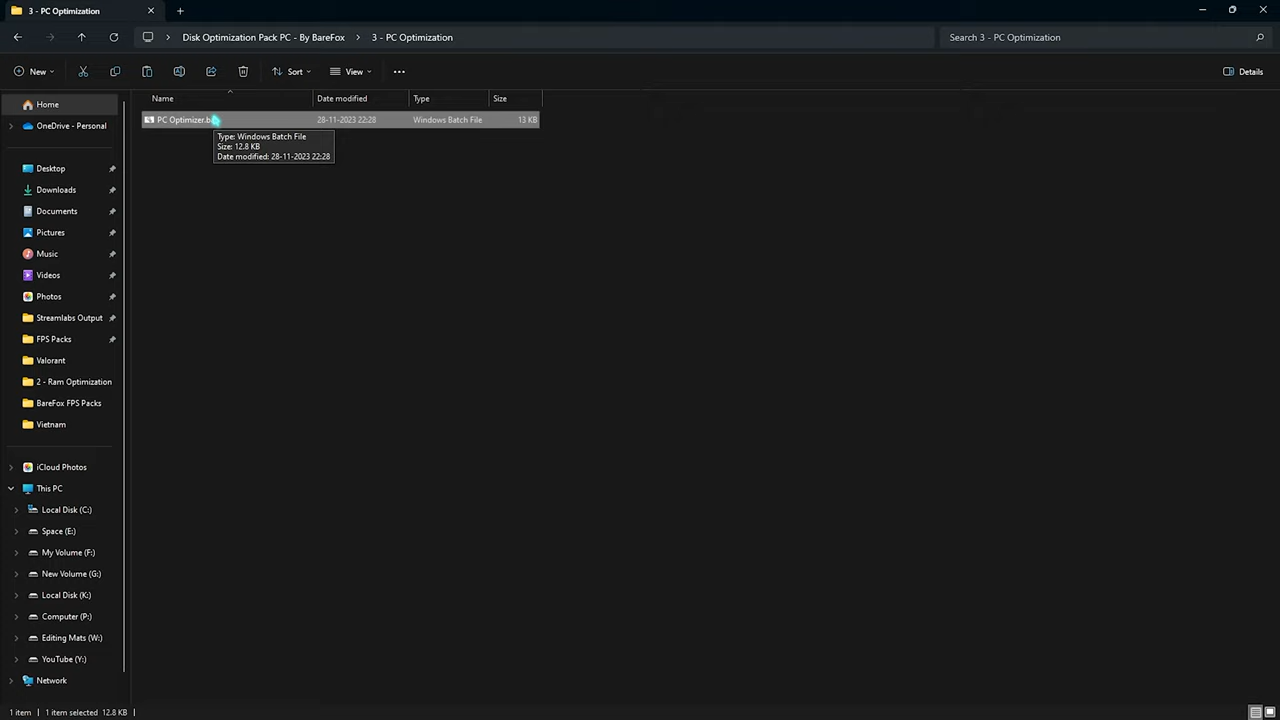 3 - PC Optimization
Disk Optimization Pack PC - By BareFox
3 - PC Optimization
Search 3 - PC Optimization
New
Sort
View
Details
Name
Date modified
Type
Size
Home
OneDrive - Personal
Desktop
Downloads
Documents
Pictures
Music
Videos
Photos
Streamlabs Output
FPS Packs
Valorant
2 - Ram Optimization
BareFox FPS Packs
Vietnam
iCloud Photos
This PC
Local Disk (C:)
Space (E:)
My Volume (F:)
New Volume (G:)
Local Disk (K:)
Computer (P:)
Editing Mats (W:)
YouTube (Y:)
Network
PC 28-11-2023 22:28 Windows Batch File 13 KB
Type: Windows Batch File
Size: 12.8 KB
Date modified: 28-11-2023 22:28
1 item
1 item selected 12.8 KB